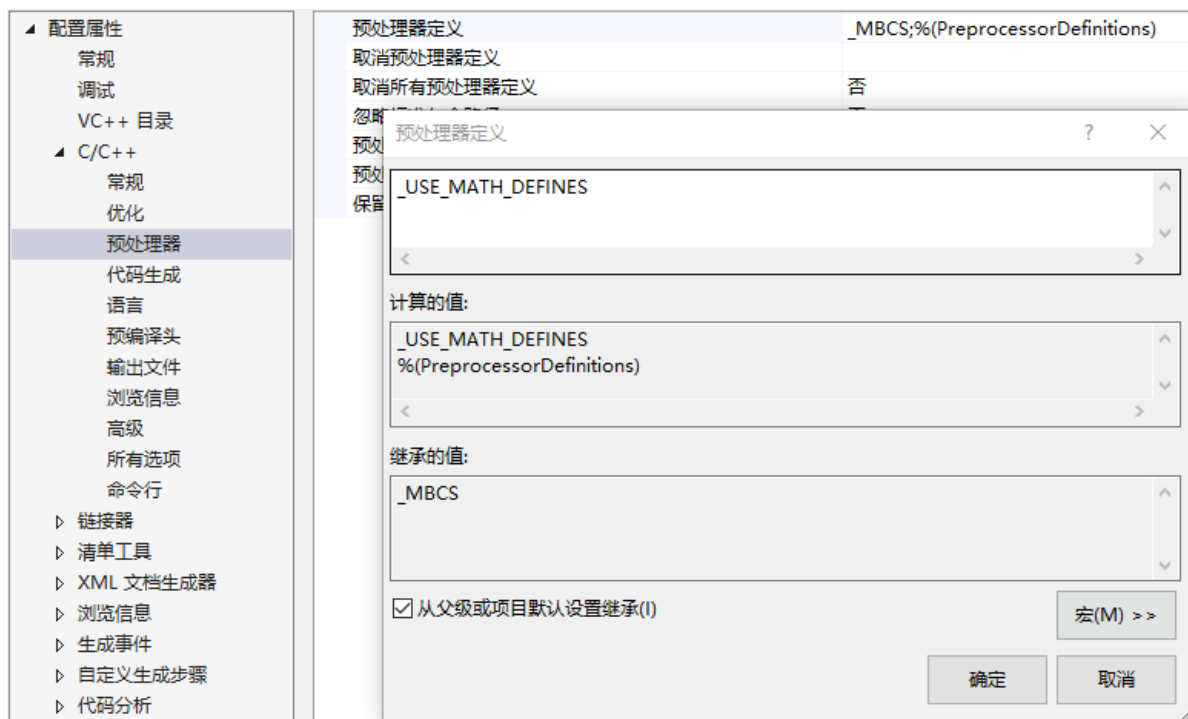 配置属性
常规
调试
VC++ 目录
C/C++
常规
优化
预处理器
代码生成
语言
预编译头
输出文件
浏览信息
高级
所有选项
命令行
链接器
清单工具
XML 文档生成器
浏览信息
生成事件
自定义生成步骤
代码分析
预处理器定义 _MBCS;%(PreprocessorDefinitions)
取消预处理器定义
取消所有预处理器定义 否
预处理器定义 ?
_USE_MATH_DEFINES
计算的值:
_USE_MATH_DEFINES
%(PreprocessorDefinitions)
继承的值:
_MBCS
从父级或项目默认设置继承(I)
宏(M) >>
确定 取消